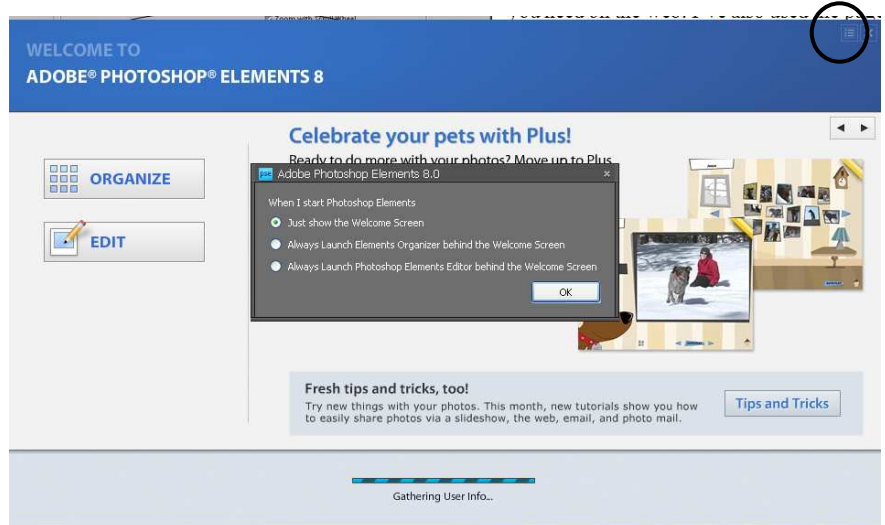 WELCOME TO
ADOBE® PHOTOSHOP® ELEMENTS 8
Celebrate your pets with Plus!
Ready to do more with your photos? Move up to Plus
ORGANIZE
EDIT
pse Adobe Photoshop Elements 8.0
When I start Photoshop Elements
Just show the Welcome Screen
Always Launch Elements Organizer behind the Welcome Screen
Always Launch Photoshop Elements Editor behind the Welcome Screen
OK
Fresh tips and tricks, too!
Try new things with your photos. This month, new tutorials show you how
to easily share photos via a slideshow, the web, email, and photo mail.
Tips and Tricks
Gathering User Info...